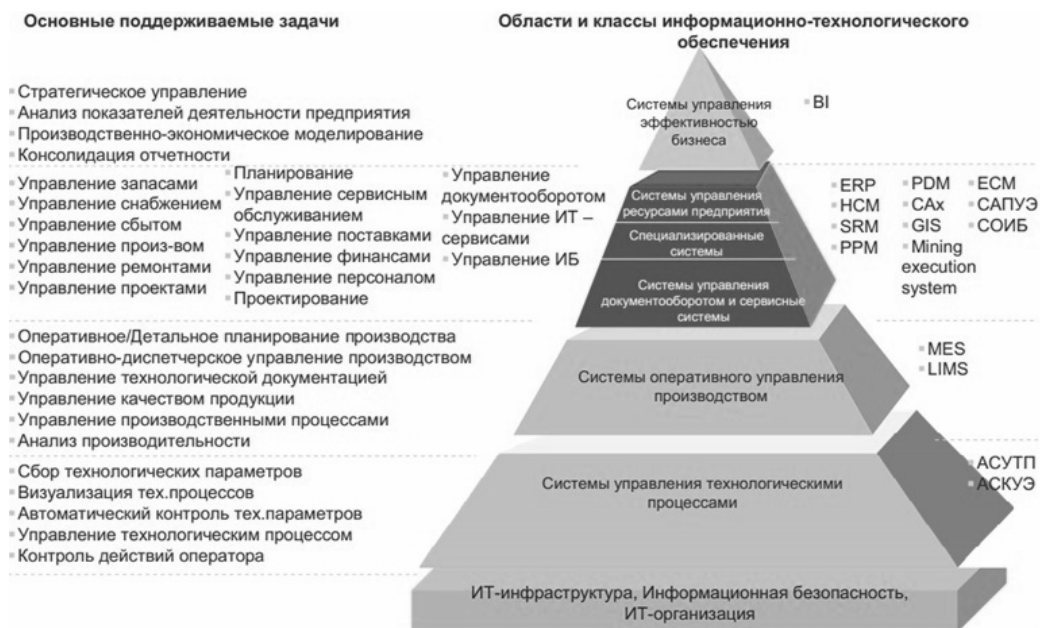 Основные поддерживаемые задачи
Области и классы информационно-технологического
обеспечения
Стратегическое управление
Анализ показателей деятельности предприятия
Производственно-экономическое моделирование
Консолидация отчетности
Системы управления
эффективностью
бизнеса
BI
Управление запасами
Управление снабжением
Управление сбытом
Управление произ-вом
Управление ремонтами
Управление проектами
Планирование
Управление сервисным
обслуживанием
Управление поставками
Управление финансами
Управление персоналом
Проектирование
Управление
документооборотом
Управление ИТ –
сервисами
Управление ИБ
Системы управления
ресурсами предприятия
Специализированные
системы
Системы управления
документооборотом и сервисные
системы
ERP
HCM
SRM
PPM
PDM
CAx
GIS
Mining
execution
system
ECM
САПУЭ
СОИБ
Оперативное/Детальное планирование производства
Оперативно-диспетчерское управление производством
Управление технологической документацией
Управление качеством продукции
Управление производственными процессами
Анализ производительности
Системы оперативного управления
производством
MES
LIMS
Сбор технологических параметров
Визуализация тех.процессов
Автоматический контроль тех.параметров
Управление технологическим процессом
Контроль действий оператора
Системы управления технологическими
процессами
АСУТП
АСКУЭ
ИТ-инфраструктура, Информационная безопасность,
ИТ-организация